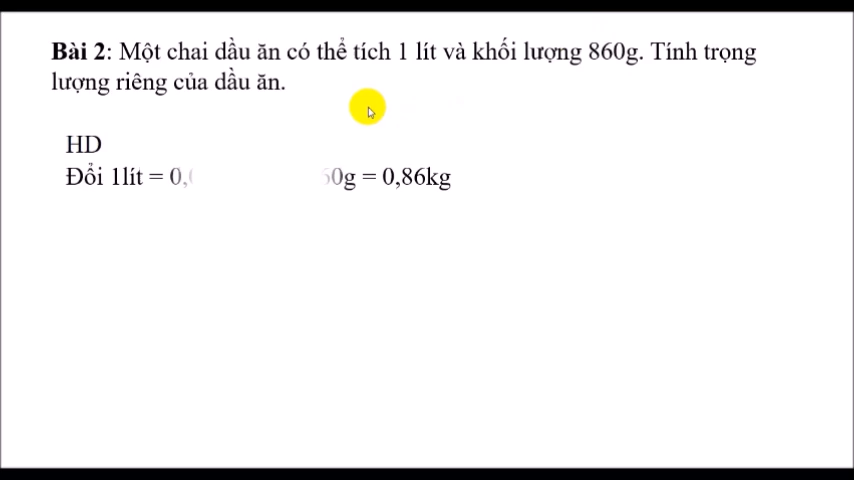 Bài 2: Một chai dầu ăn có thể tích 1 lít và khối lượng 860g. Tính trọng
lượng riêng của dầu ăn.
HD
Đổi 1lít = 0, 0g = 0,86kg